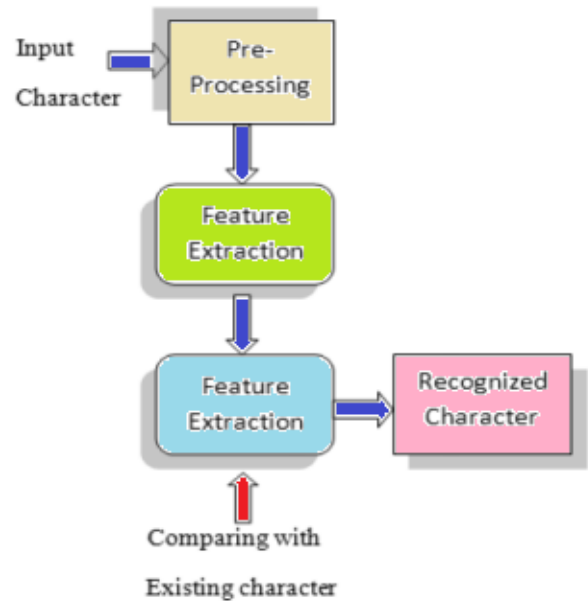 Input
Character
Pre-
Processing
Feature
Extraction
Feature
Extraction
Recognized
Character
Comparing with
Existing character